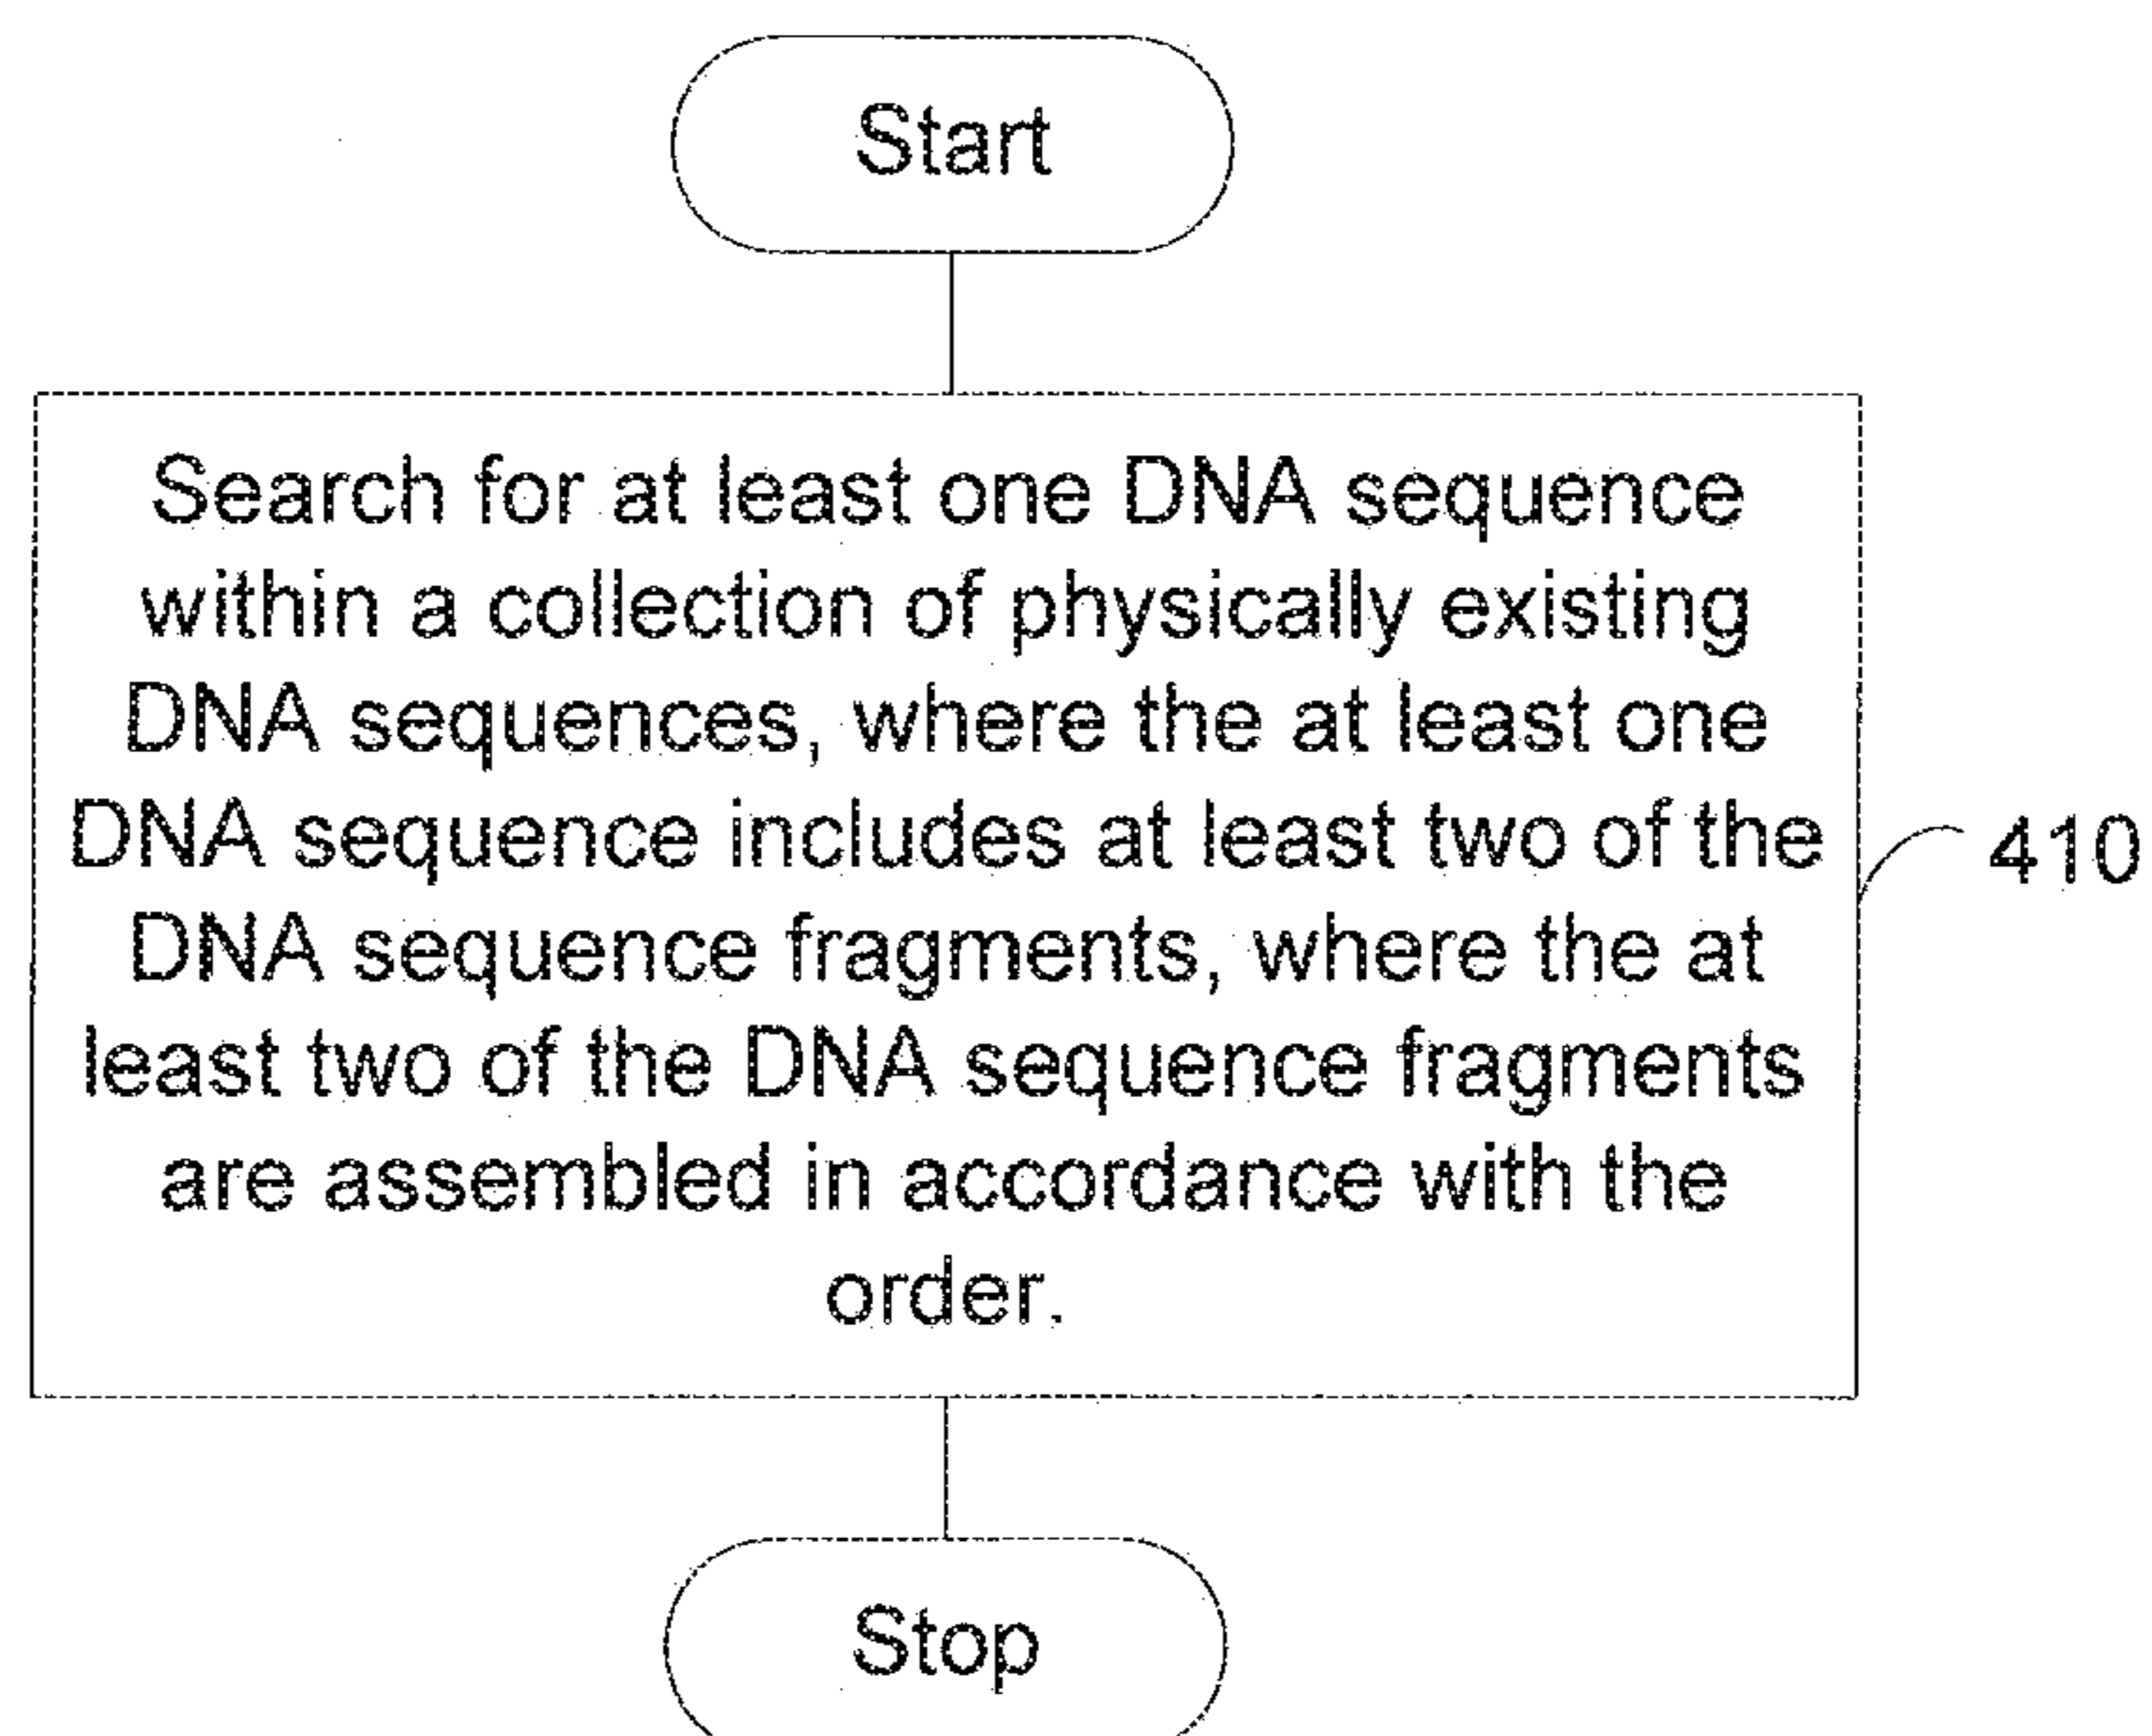 Start
Search for at least one DNA sequence
within a collection of physically existing
DNA sequences, where the at least one
DNA sequence includes at least two of the
DNA sequence fragments, where the at
least two of the DNA sequence fragments
are assembled in accordance with the
order.
410
Stop